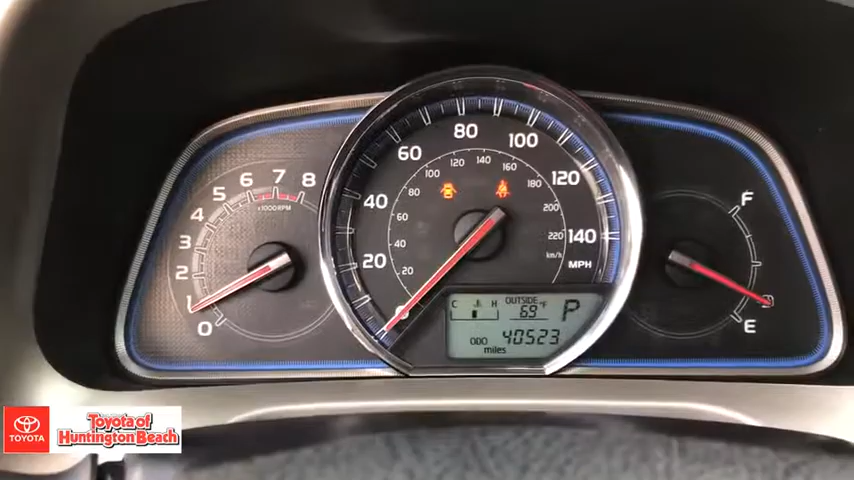 0
1
2
3
4
5
6
7
8
×1000RPM
20
40
60
80
100
120
140
MPH
20
40
60
80
100
120
140
160
180
200
220
km/h
F
E
C H
OUTSIDE °F
69
P
ODO 40523
miles
TOYOTA
Toyota of
Huntington Beach